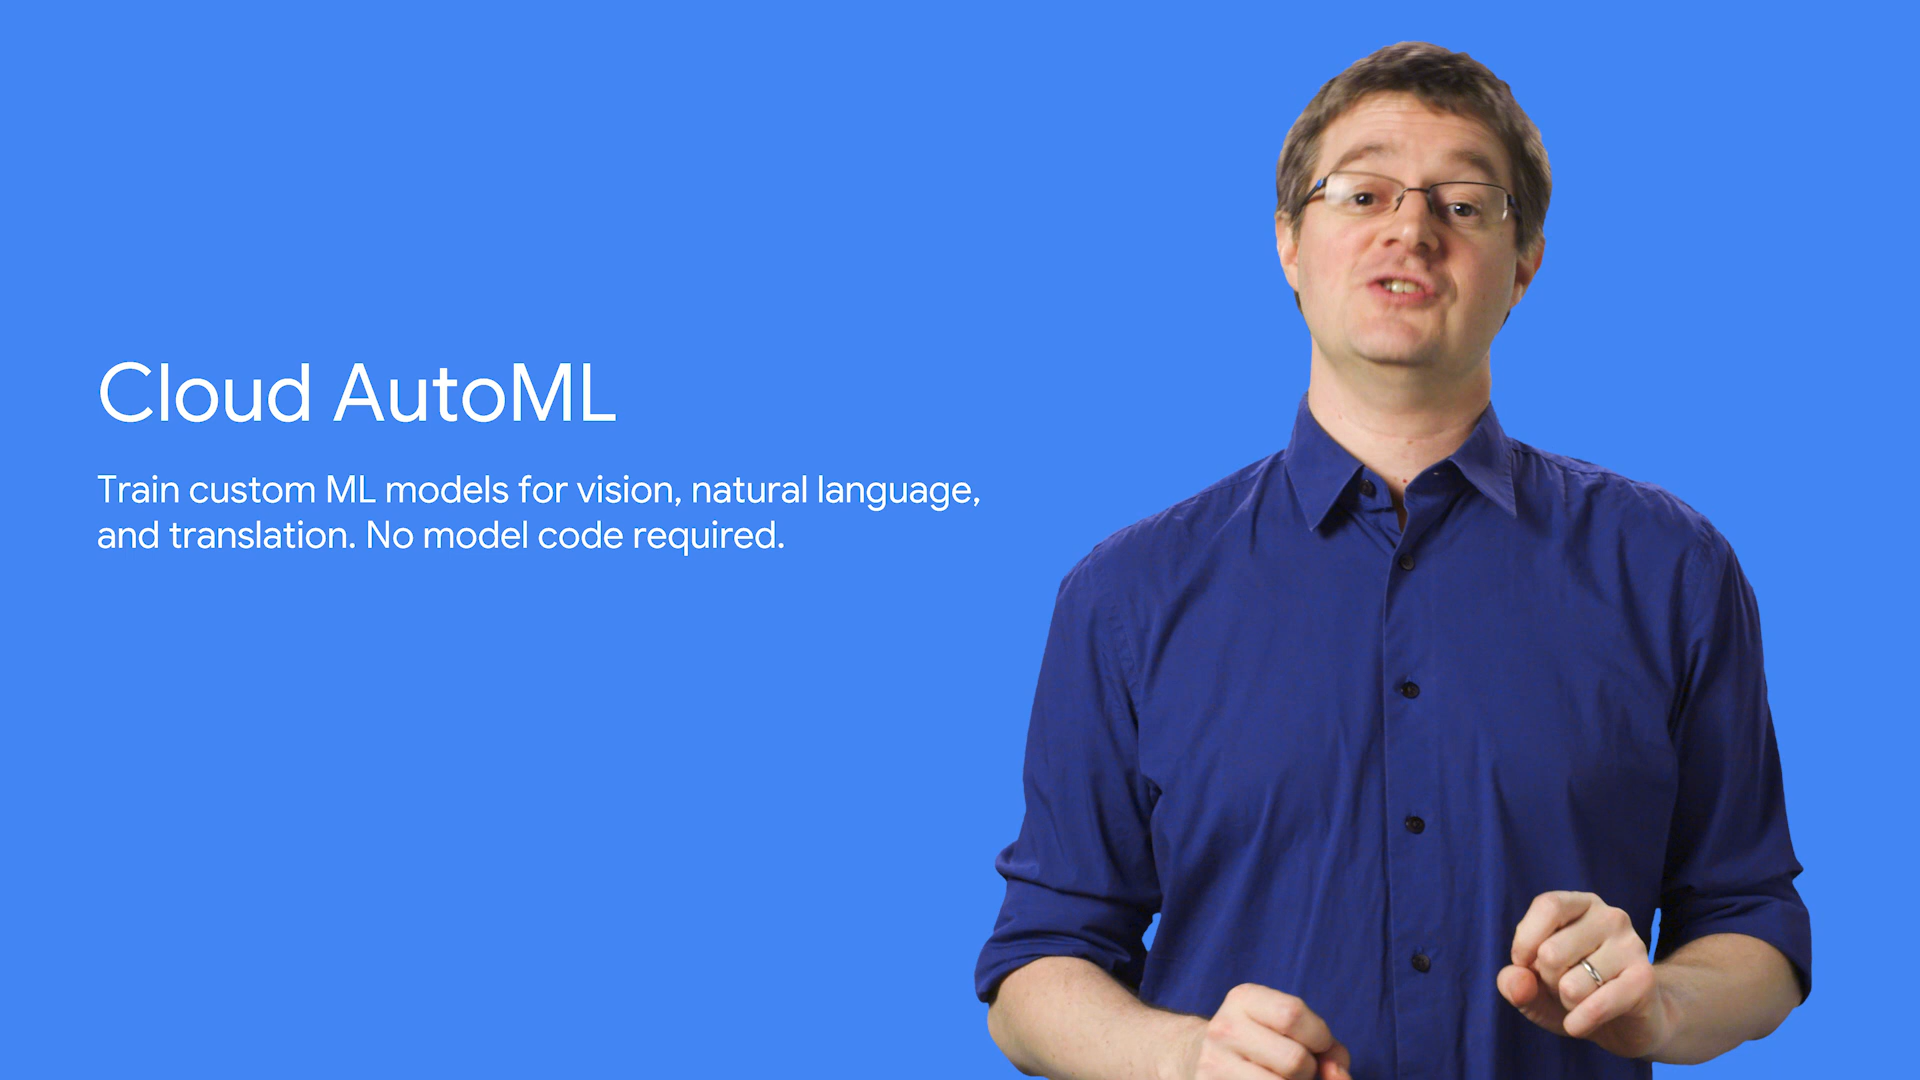 Cloud AutoML
Train custom ML models for vision, natural language,
and translation. No model code required.